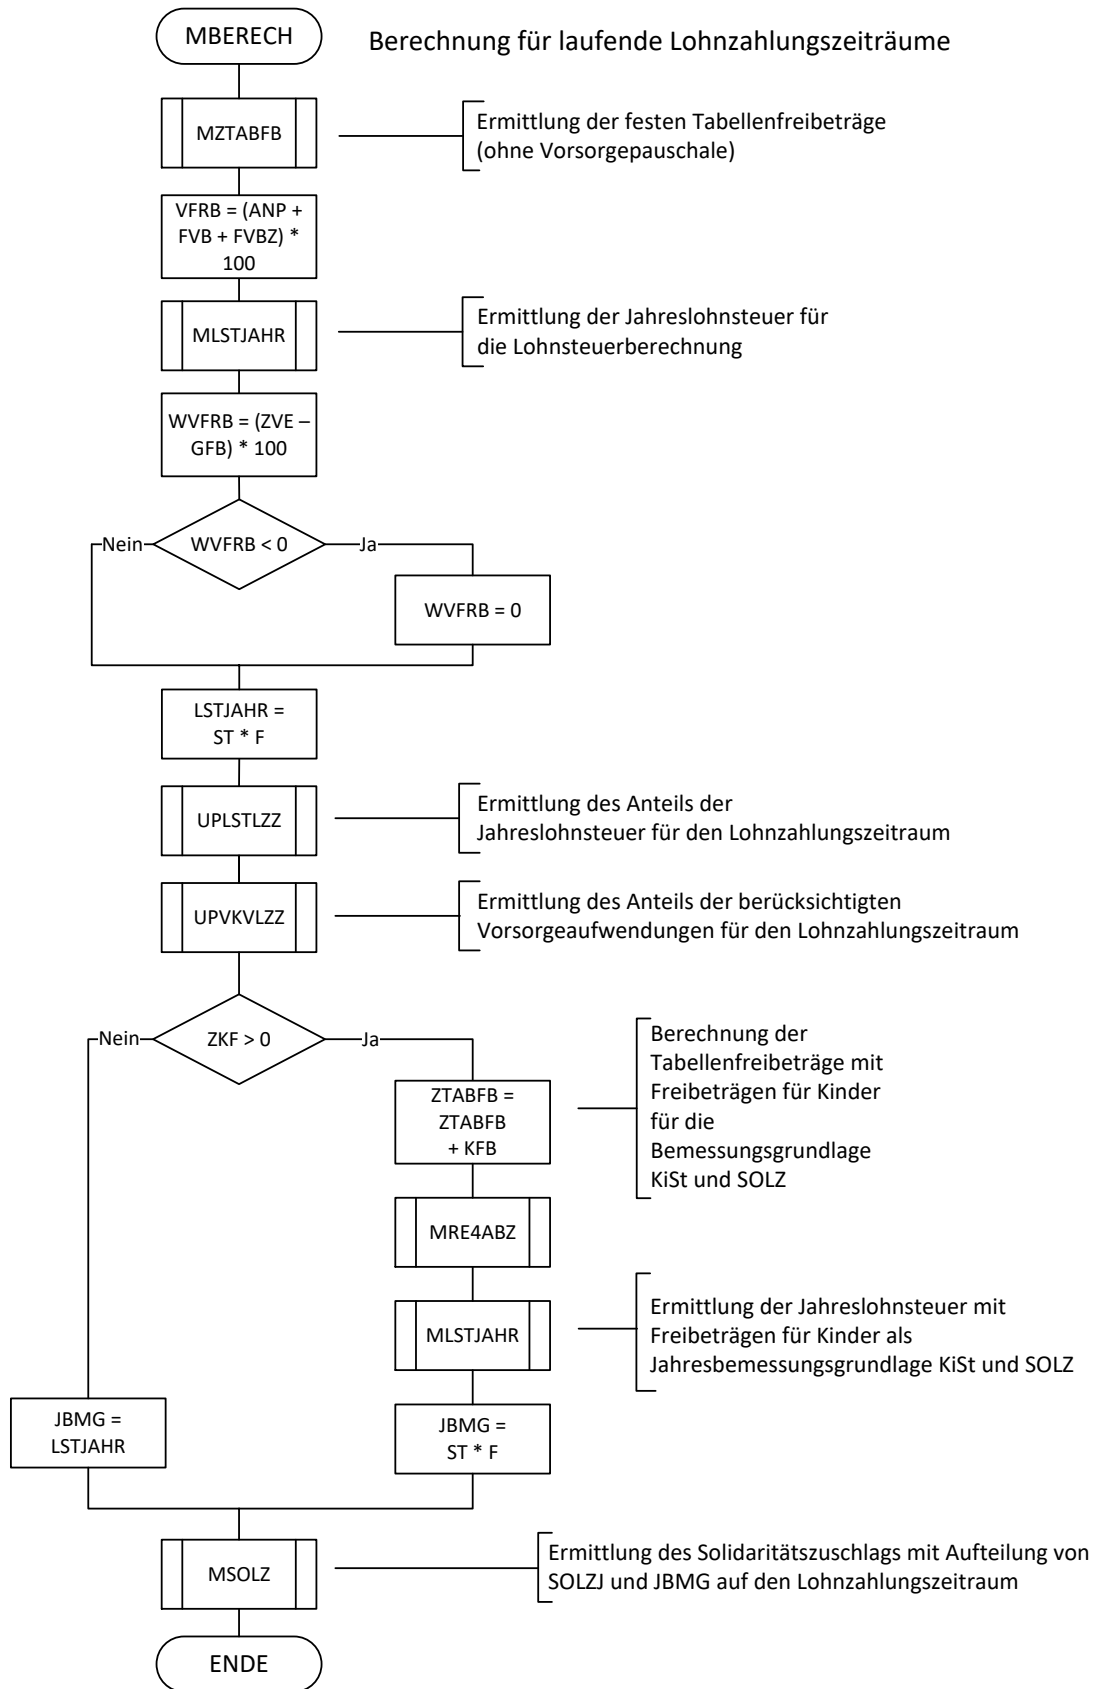 MBERECH
Berechnung für laufende Lohnzahlungszeiträume
MZTABFB
Ermittlung der festen Tabellenfreibeträge
(ohne Vorsorgepauschale)
VFRB = (ANP +
FVB + FVBZ) *
100
MLSTJAHR
Ermittlung der Jahreslohnsteuer für
die Lohnsteuerberechnung
WVFRB = (ZVE –
GFB) * 100
Nein
WVFRB < 0
Ja
WVFRB = 0
LSTJAHR =
ST * F
UPLSTLZZ
Ermittlung des Anteils der
Jahreslohnsteuer für den Lohnzahlungszeitraum
UPVKVLZZ
Ermittlung des Anteils der berücksichtigten
Vorsorgeaufwendungen für den Lohnzahlungszeitraum
Nein
ZKF > 0
Ja
ZTABFB =
ZTABFB
+ KFB
Berechnung der
Tabellenfreibeträge mit
Freibeträgen für Kinder
für die
Bemessungsgrundlage
KiSt und SOLZ
MRE4ABZ
MLSTJAHR
Ermittlung der Jahreslohnsteuer mit
Freibeträgen für Kinder als
Jahresbemessungsgrundlage KiSt und SOLZ
JBMG =
LSTJAHR
JBMG =
ST * F
MSOLZ
Ermittlung des Solidaritätszuschlags mit Aufteilung von
SOLZJ und JBMG auf den Lohnzahlungszeitraum
ENDE